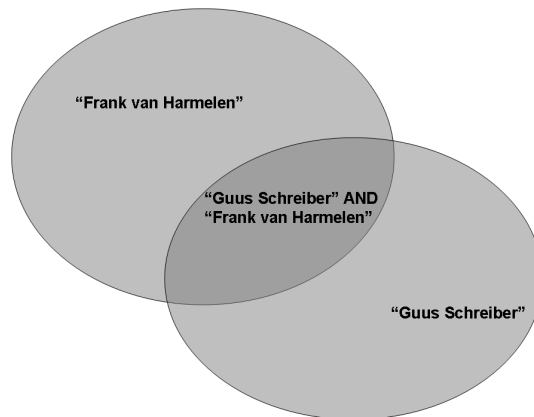 “Frank van Harmelen”
“Guus Schreiber” AND
“Frank van Harmelen”
“Guus Schreiber”